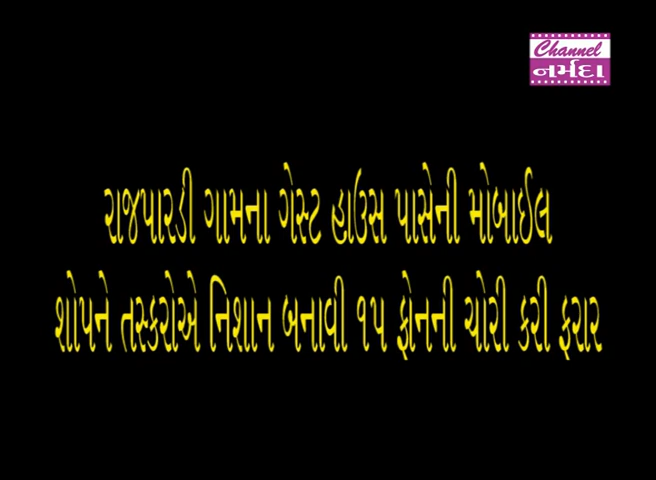 Channel
નર્મદા
રાજપારડી ગામના ગેસ્ટ હાઉસ પાસેની મોબાઈલ
શોપને તસ્કરોએ નિશાન બનાવી ૧૫ ફોનની ચોરી કરી ફરાર